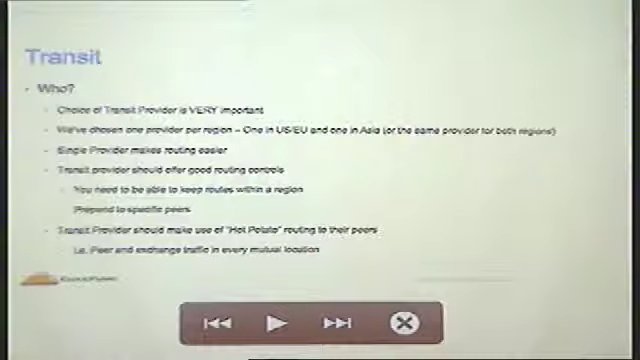 Transit
Who?
Choice of Transit Provider is VERY important
We've chosen one provider per region – One in US/EU and one in Asia (or the same provider for both regions)
Single Provider makes routing easier
Transit provider should offer good routing controls
You need to be able to keep routes within a region
Prepend to specific peers
Transit Provider should make use of "Hot Potato" routing to their peers
i.e. Peer and exchange traffic in every mutual location